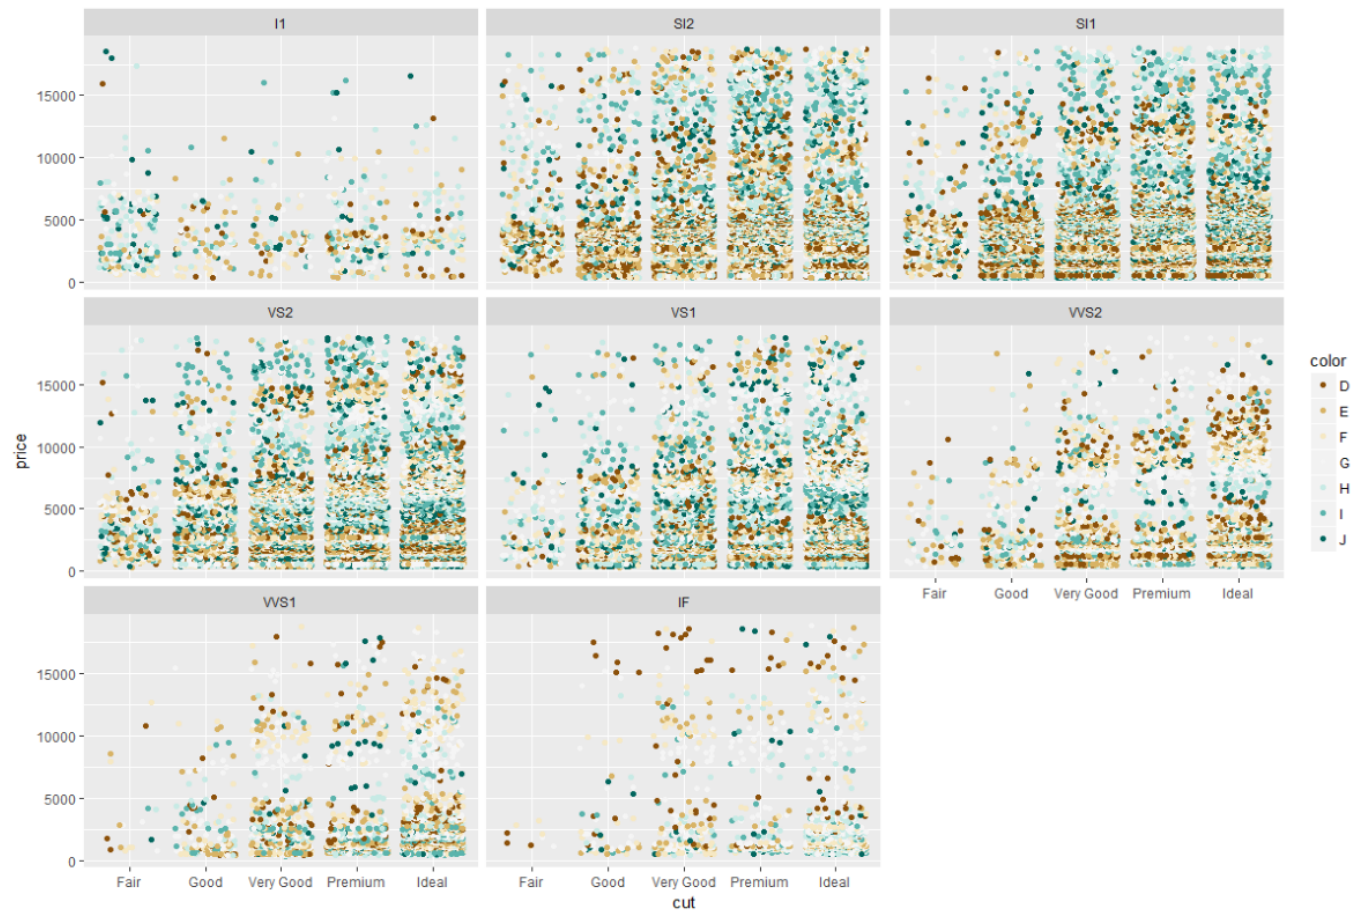 I1
SI2
SI1
15000
10000
5000
0
VS2
VS1
VVS2
15000
10000
5000
0
price
color
D
E
F
G
H
I
J
Fair Good Very Good Premium Ideal
VVS1
IF
15000
10000
5000
0
Fair Good Very Good Premium Ideal
Fair Good Very Good Premium Ideal
cut